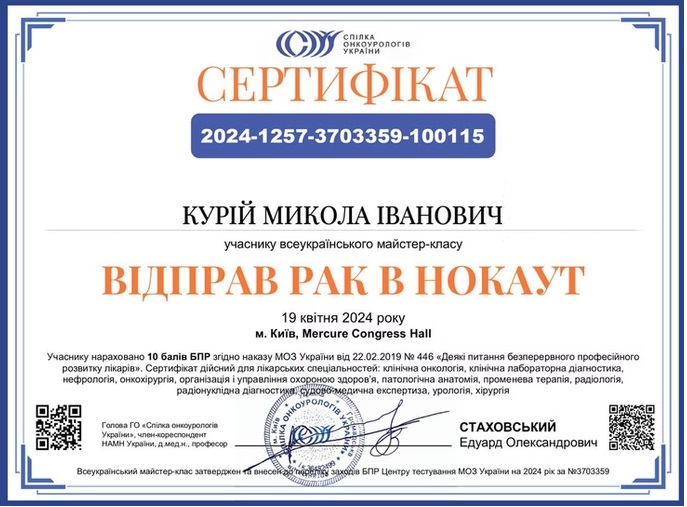 СПІЛКА
ОНКОУРОЛОГІВ
УКРАЇНИ
СЕРТИФІКАТ
2024-1257-3703359-100115
КУРІЙ МИКОЛА ІВАНОВИЧ
учаснику всеукраїнського майстер-класу
ВІДПРАВ РАК В НОКАУТ
19 квітня 2024 року
м. Київ, Mercure Congress Hall
Учаснику нараховано 10 балів БПР згідно наказу МОЗ України від 22.02.2019 № 446 «Деякі питання безперервного професійного
розвитку лікарів». Сертифікат дійсний для лікарських спеціальностей: клінічна онкологія, клінічна лабораторна діагностика,
нефрологія, онкохірургія, організація і управління охороною здоров'я, патологічна анатомія, променева терапія, радіологія,
радіонуклідна діагностика, судово-медична експертиза, урологія, хірургія
Голова ГО «Спілка онкоурологів
України», член-кореспондент
НАМН України, д.мед.н., професор
СПІЛКА ОНКОУРОЛОГІВ УКРАЇНИ
СТАХОВСЬКИЙ
Едуард Олександрович
Всеукраїнський майстер-клас затверджен та внесен до переліку заходів БПР Центру тестування МОЗ України на 2024 рік за №3703359